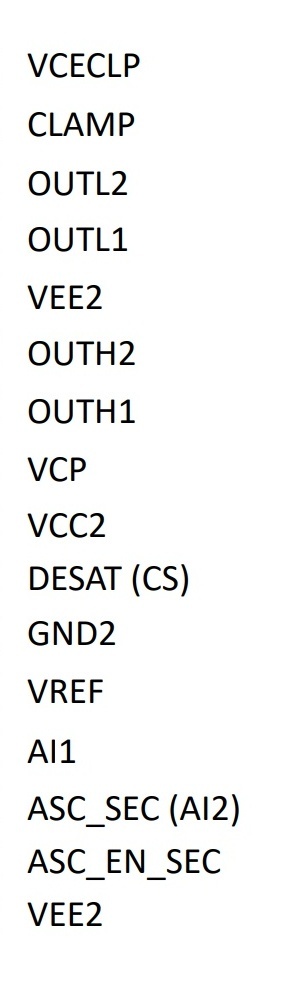 VCECLP
CLAMP
OUTL2
OUTL1
VEE2
OUTH2
OUTH1
VCP
VCC2
DESAT (CS)
GND2
VREF
AI1
ASC_SEC (AI2)
ASC_EN_SEC
VEE2